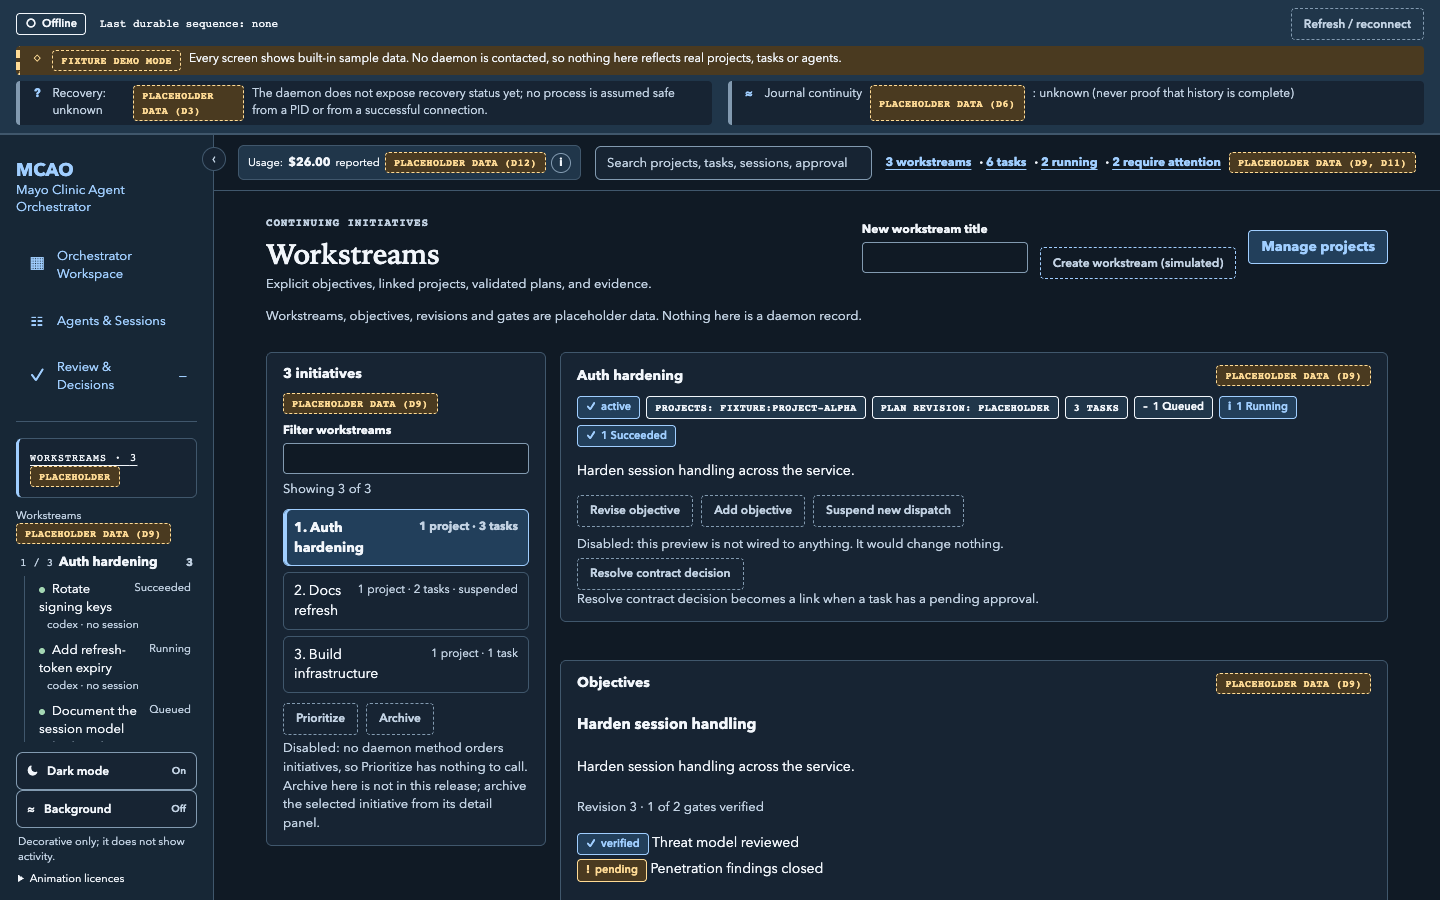 Offline
Last durable sequence: none
Refresh / reconnect
FIXTURE DEMO MODE
Every screen shows built-in sample data. No daemon is contacted, so nothing here reflects real projects, tasks or agents.
? Recovery:
unknown
PLACEHOLDER
DATA (D3)
The daemon does not expose recovery status yet; no process is assumed safe
from a PID or from a successful connection.
≈ Journal continuity
PLACEHOLDER DATA (D6)
: unknown (never proof that history is complete)
MCAO
Mayo Clinic Agent
Orchestrator
Orchestrator
Workspace
Agents & Sessions
Review &
Decisions
–
WORKSTREAMS · 3
PLACEHOLDER
Workstreams
PLACEHOLDER DATA (D9)
1 / 3 Auth hardening 3
Rotate
signing keys
Succeeded
codex · no session
Add refresh-
token expiry
Running
codex · no session
Document the
session model
Queued
Dark mode On
≈ Background Off
Decorative only; it does not show
activity.
Animation licences
‹
Usage: $26.00 reported PLACEHOLDER DATA (D12) i
Search projects, tasks, sessions, approval
3 workstreams · 6 tasks · 2 running · 2 require attention PLACEHOLDER DATA (D9, D11)
CONTINUING INITIATIVES
Workstreams
Explicit objectives, linked projects, validated plans, and evidence.
Workstreams, objectives, revisions and gates are placeholder data. Nothing here is a daemon record.
New workstream title
Create workstream (simulated)
Manage projects
3 initiatives
PLACEHOLDER DATA (D9)
Filter workstreams
Showing 3 of 3
1. Auth
hardening
1 project · 3 tasks
2. Docs
refresh
1 project · 2 tasks · suspended
3. Build
infrastructure
1 project · 1 task
Prioritize
Archive
Disabled: no daemon method orders
initiatives, so Prioritize has nothing to call.
Archive here is not in this release; archive
the selected initiative from its detail
panel.
Auth hardening
PLACEHOLDER DATA (D9)
✓ active
PROJECTS: FIXTURE:PROJECT-ALPHA
PLAN REVISION: PLACEHOLDER
3 TASKS
– 1 Queued
i 1 Running
✓ 1 Succeeded
Harden session handling across the service.
Revise objective
Add objective
Suspend new dispatch
Disabled: this preview is not wired to anything. It would change nothing.
Resolve contract decision
Resolve contract decision becomes a link when a task has a pending approval.
Objectives
PLACEHOLDER DATA (D9)
Harden session handling
Harden session handling across the service.
Revision 3 · 1 of 2 gates verified
✓ verified Threat model reviewed
! pending Penetration findings closed